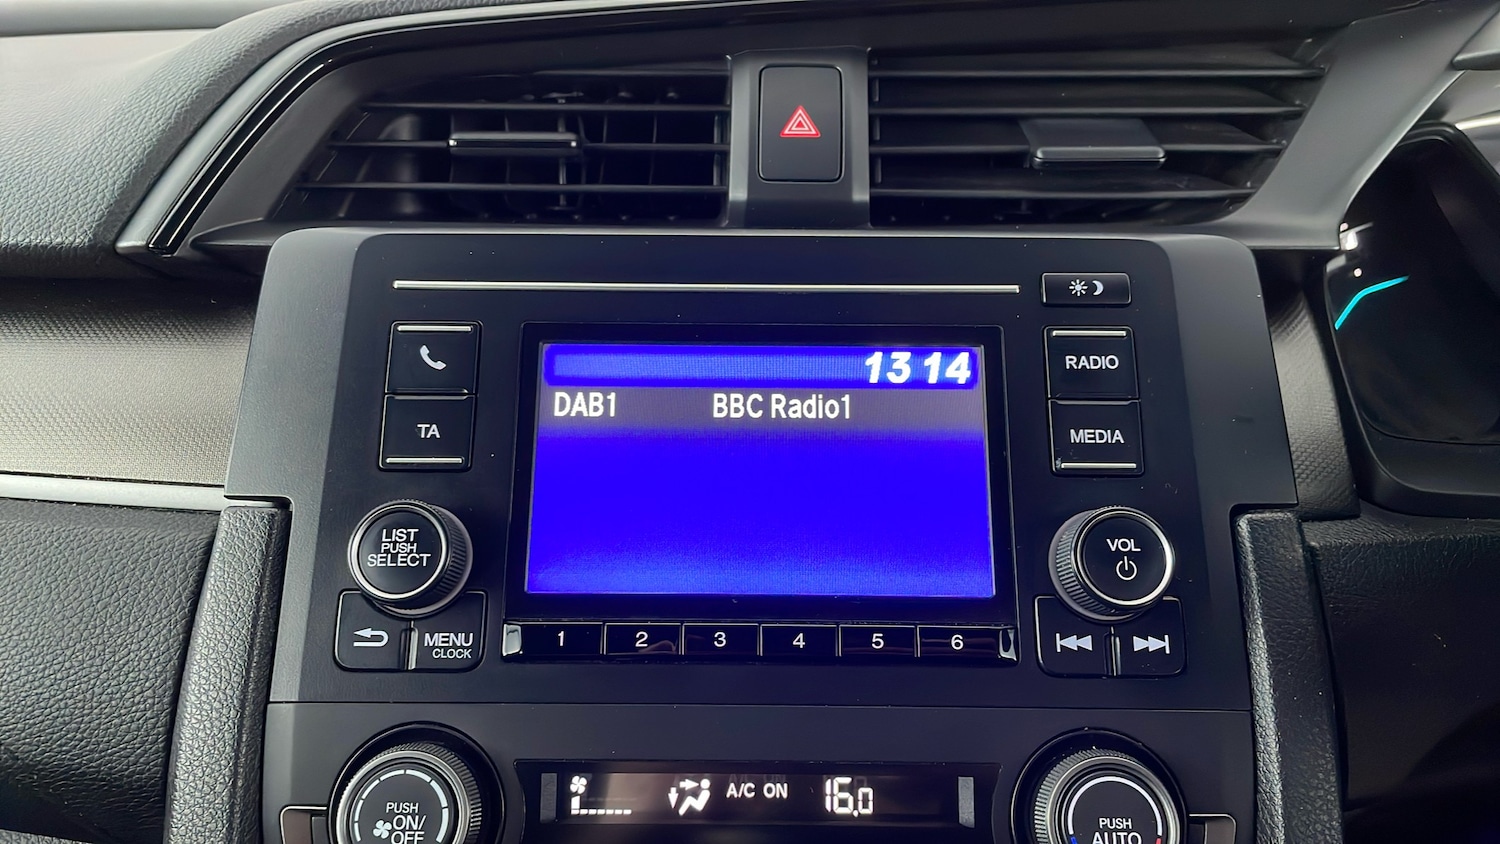 13 14
DAB1 BBC Radio1
RADIO
TA
MEDIA
LIST
PUSH
SELECT
VOL
MENU
CLOCK
1 2 3 4 5 6
PUSH
ON/
OFF
A/C ON
16.0
PUSH
AUTO